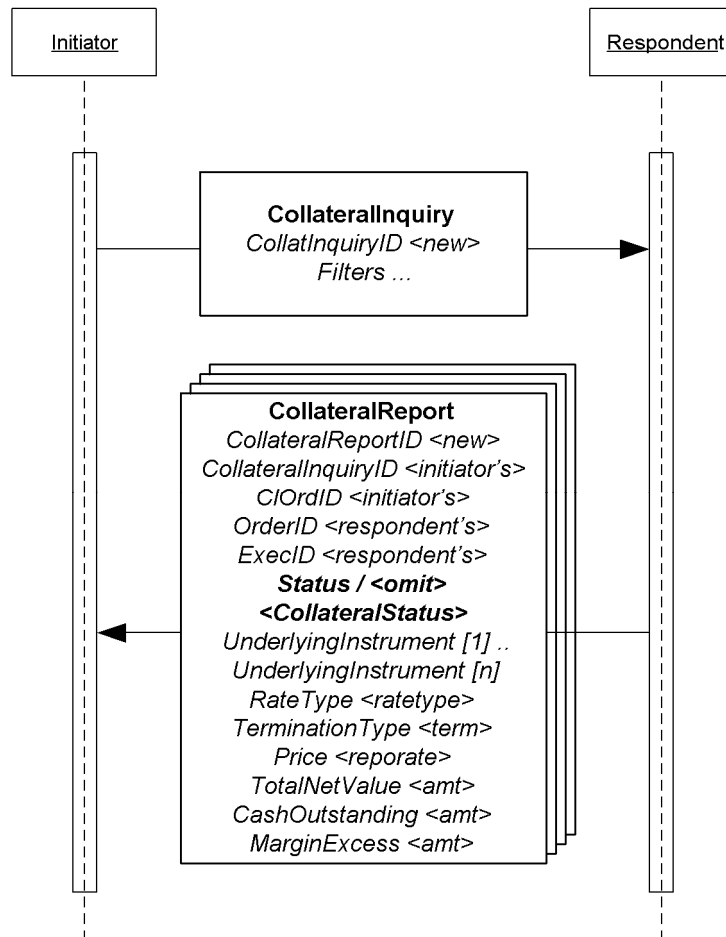 Initiator
Respondent
CollateralInquiry
CollatInquiryID <new>
Filters ...
CollateralReport
CollateralReportID <new>
CollateralInquiryID <initiator’s>
ClOrdID <initiator’s>
OrderID <respondent’s>
ExecID <respondent’s>
Status / <omit>
<CollateralStatus>
UnderlyingInstrument [1] ..
UnderlyingInstrument [n]
RateType <ratetype>
TerminationType <term>
Price <reporate>
TotalNetValue <amt>
CashOutstanding <amt>
MarginExcess <amt>